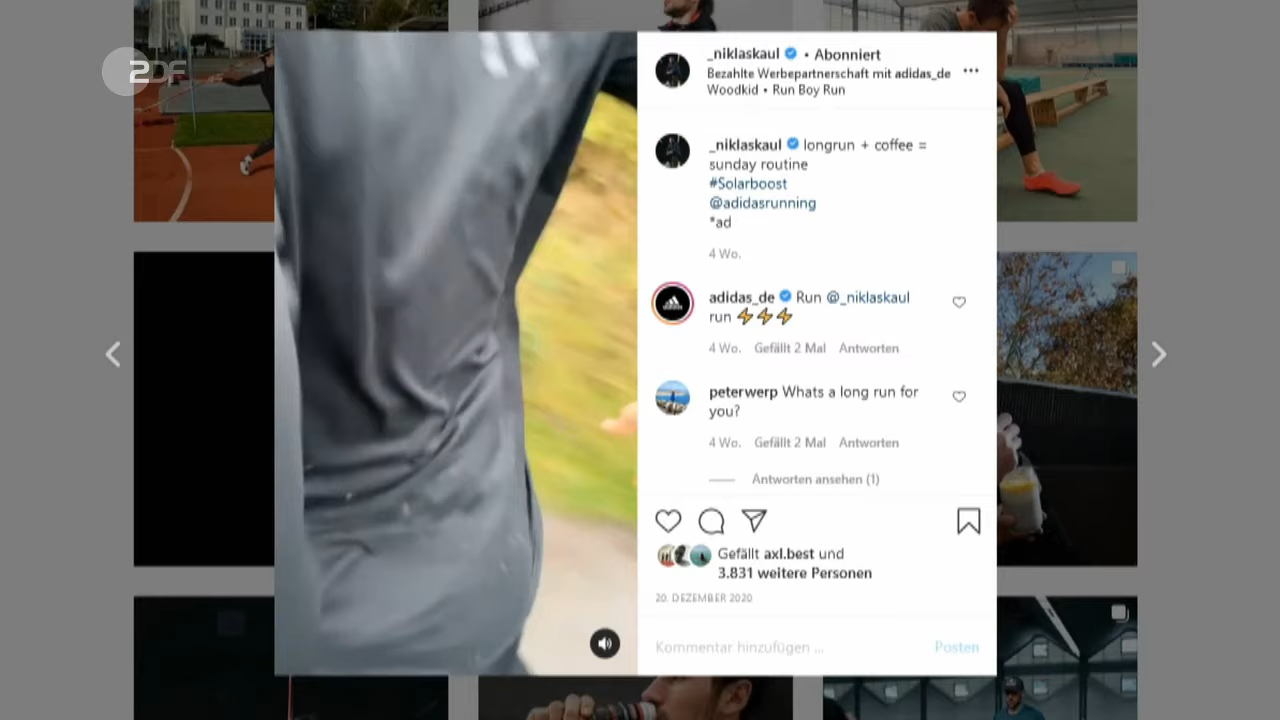 ZDF
_niklaskaul • Abonniert
Bezahlte Werbepartnerschaft mit adidas_de
Woodkid • Run Boy Run
_niklaskaul longrun + coffee =
sunday routine
#Solarboost
@adidasrunning
*ad
4 Wo.
adidas_de Run @_niklaskaul
run ⚡⚡⚡
4 Wo. Gefällt 2 Mal Antworten
peterwerp Whats a long run for
you?
4 Wo. Gefällt 2 Mal Antworten
Antworten ansehen (1)
Gefällt axl.best und
3.831 weitere Personen
20. DEZEMBER 2020
Kommentar hinzufügen ... Posten